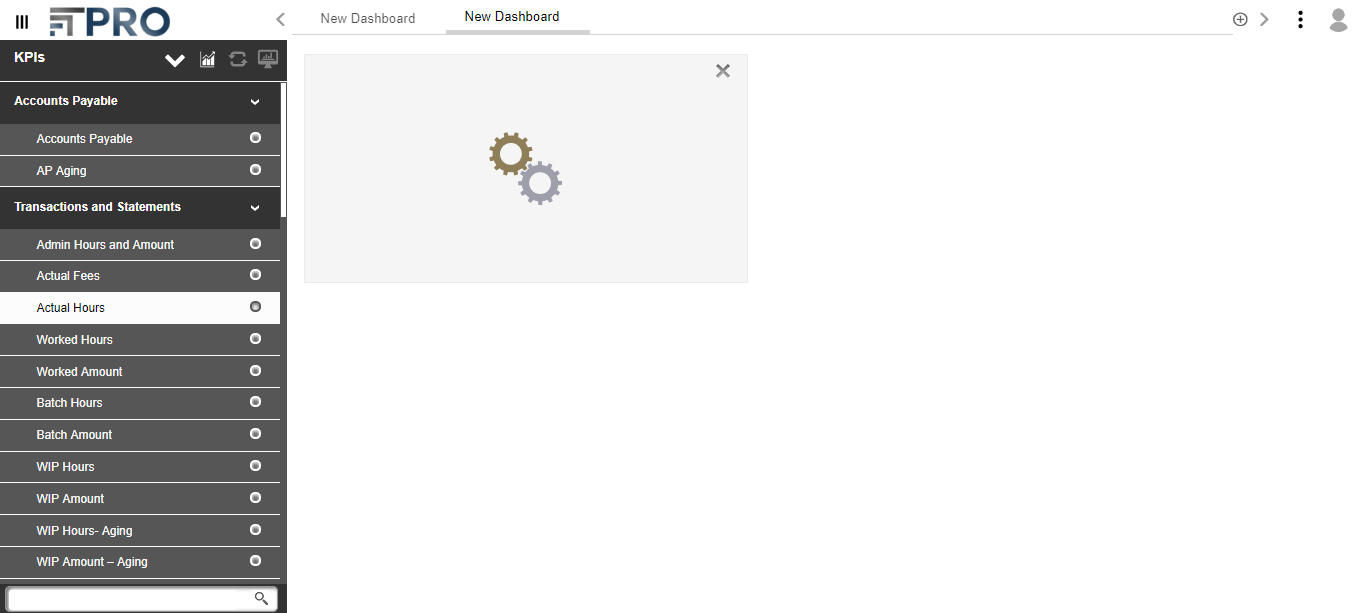 FTPRO
New Dashboard
New Dashboard
KPIs
Accounts Payable
Accounts Payable
AP Aging
Transactions and Statements
Admin Hours and Amount
Actual Fees
Actual Hours
Worked Hours
Worked Amount
Batch Hours
Batch Amount
WIP Hours
WIP Amount
WIP Hours- Aging
WIP Amount – Aging